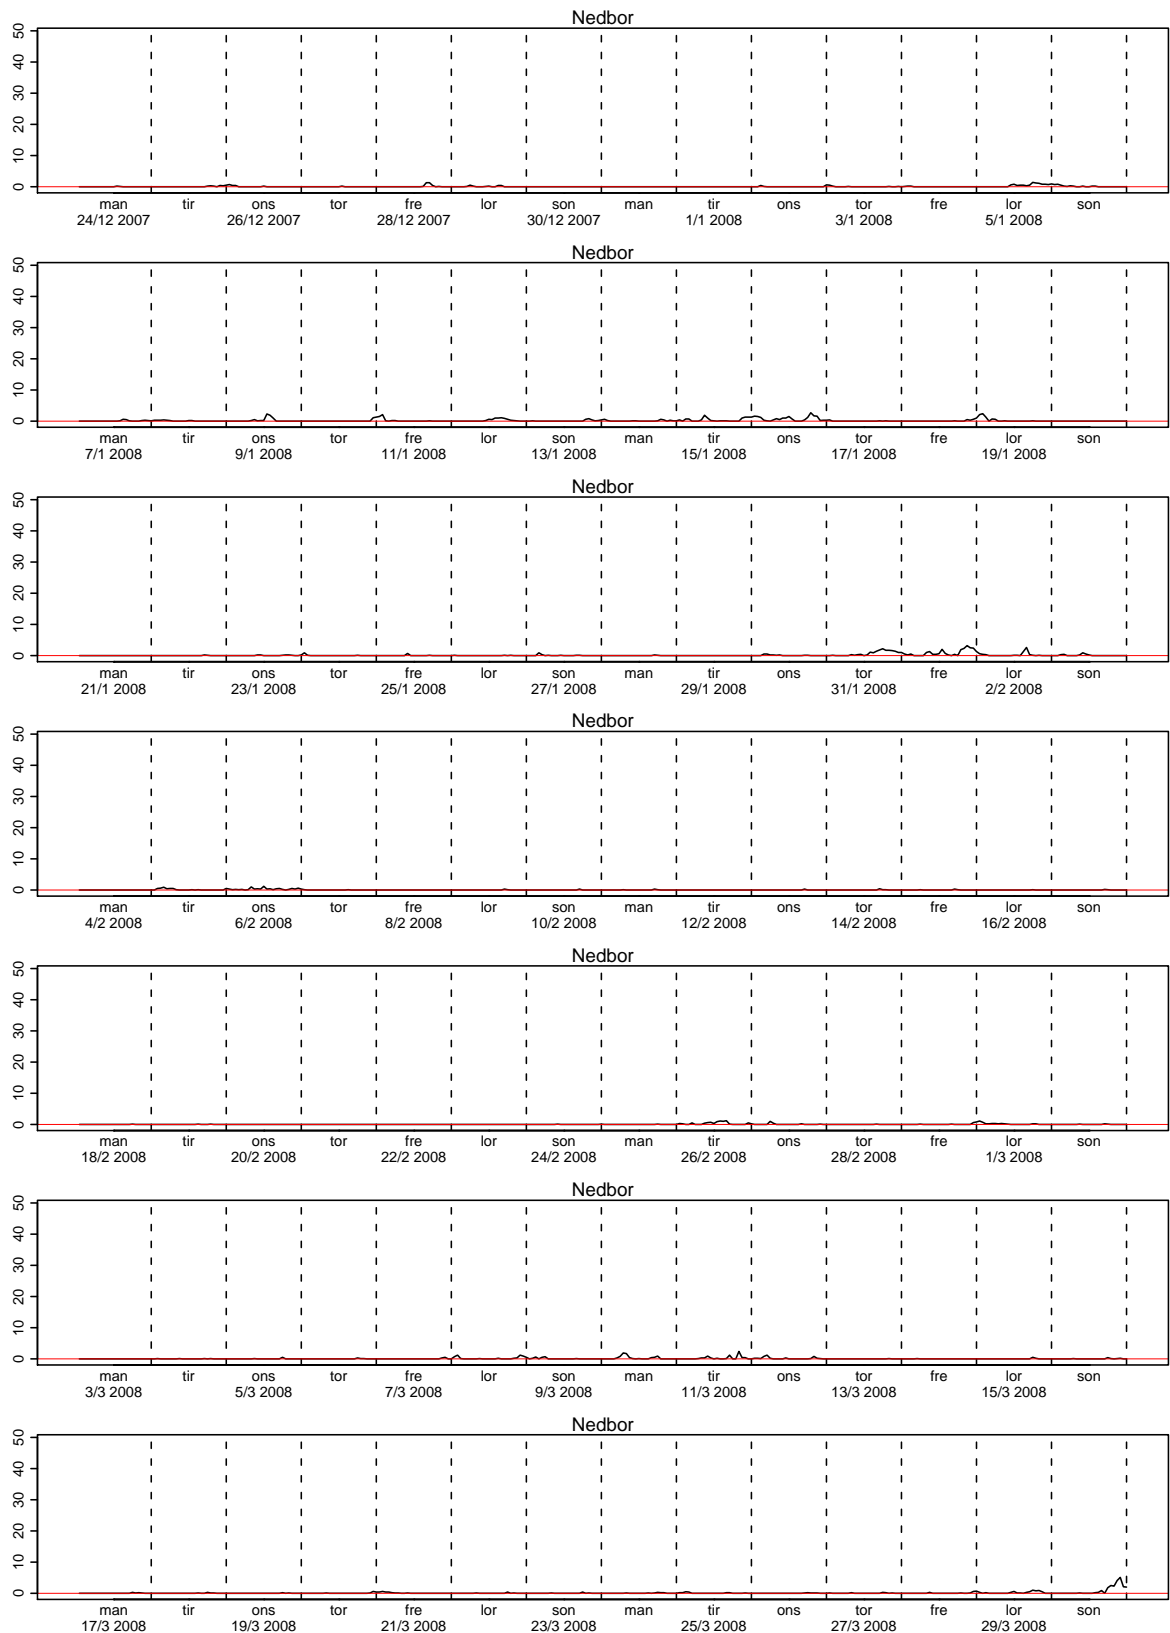 Nedbor
50
40
30
20
10
0
man tir ons tor fre lor son man tir ons tor fre lor son
24/12 2007 26/12 2007 28/12 2007 30/12 2007 1/1 2008 3/1 2008 5/1 2008
Nedbor
50
40
30
20
10
0
man tir ons tor fre lor son man tir ons tor fre lor son
7/1 2008 9/1 2008 11/1 2008 13/1 2008 15/1 2008 17/1 2008 19/1 2008
Nedbor
50
40
30
20
10
0
man tir ons tor fre lor son man tir ons tor fre lor son
21/1 2008 23/1 2008 25/1 2008 27/1 2008 29/1 2008 31/1 2008 2/2 2008
Nedbor
50
40
30
20
10
0
man tir ons tor fre lor son man tir ons tor fre lor son
4/2 2008 6/2 2008 8/2 2008 10/2 2008 12/2 2008 14/2 2008 16/2 2008
Nedbor
50
40
30
20
10
0
man tir ons tor fre lor son man tir ons tor fre lor son
18/2 2008 20/2 2008 22/2 2008 24/2 2008 26/2 2008 28/2 2008 1/3 2008
Nedbor
50
40
30
20
10
0
man tir ons tor fre lor son man tir ons tor fre lor son
3/3 2008 5/3 2008 7/3 2008 9/3 2008 11/3 2008 13/3 2008 15/3 2008
Nedbor
50
40
30
20
10
0
man tir ons tor fre lor son man tir ons tor fre lor son
17/3 2008 19/3 2008 21/3 2008 23/3 2008 25/3 2008 27/3 2008 29/3 2008